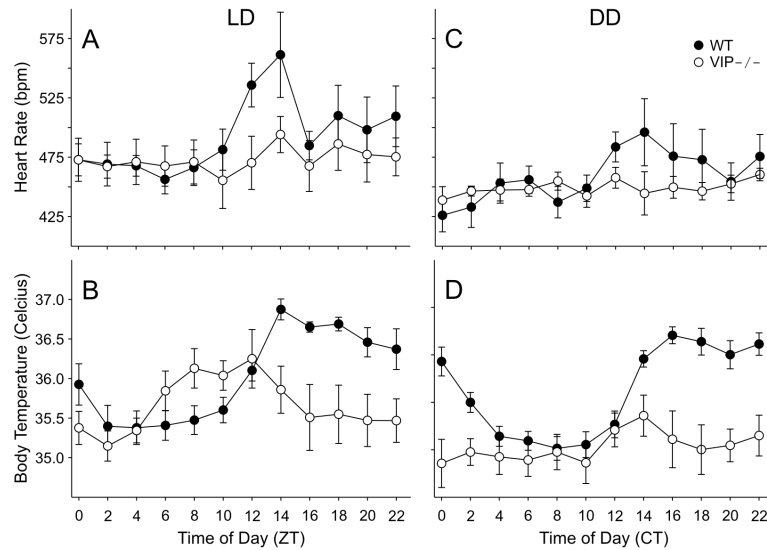 LD
DD
A
C
WT
VIP-/-
Heart Rate (bpm)
575
525
475
425
B
D
Body Temperature (Celcius)
37.0
36.5
36.0
35.5
35.0
0 2 4 6 8 10 12 14 16 18 20 22
0 2 4 6 8 10 12 14 16 18 20 22
Time of Day (ZT)
Time of Day (CT)